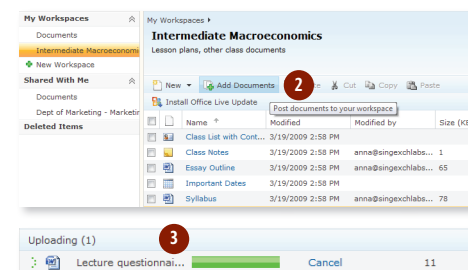 My Workspaces
Documents
Intermediate Macroeconomi
New Workspace
Shared With Me
Documents
Dept of Marketing - Marketir
Deleted Items
My Workspaces
Intermediate Macroeconomics
Lesson plans, other class documents
New Add Documents 2 Cut Copy Paste
Install Office Live Update
Post documents to your workspace
Name Modified Modified by Size (KE
Class List with Cont... 3/19/2009 2:58 PM
Class Notes 3/19/2009 2:58 PM anna@singexchlabs... 1
Essay Outline 3/19/2009 2:58 PM anna@singexchlabs... 65
Important Dates 3/19/2009 2:58 PM
Syllabus 3/19/2009 2:58 PM anna@singexchlabs... 78
Uploading (1) 3
Lecture questionnai... Cancel 11